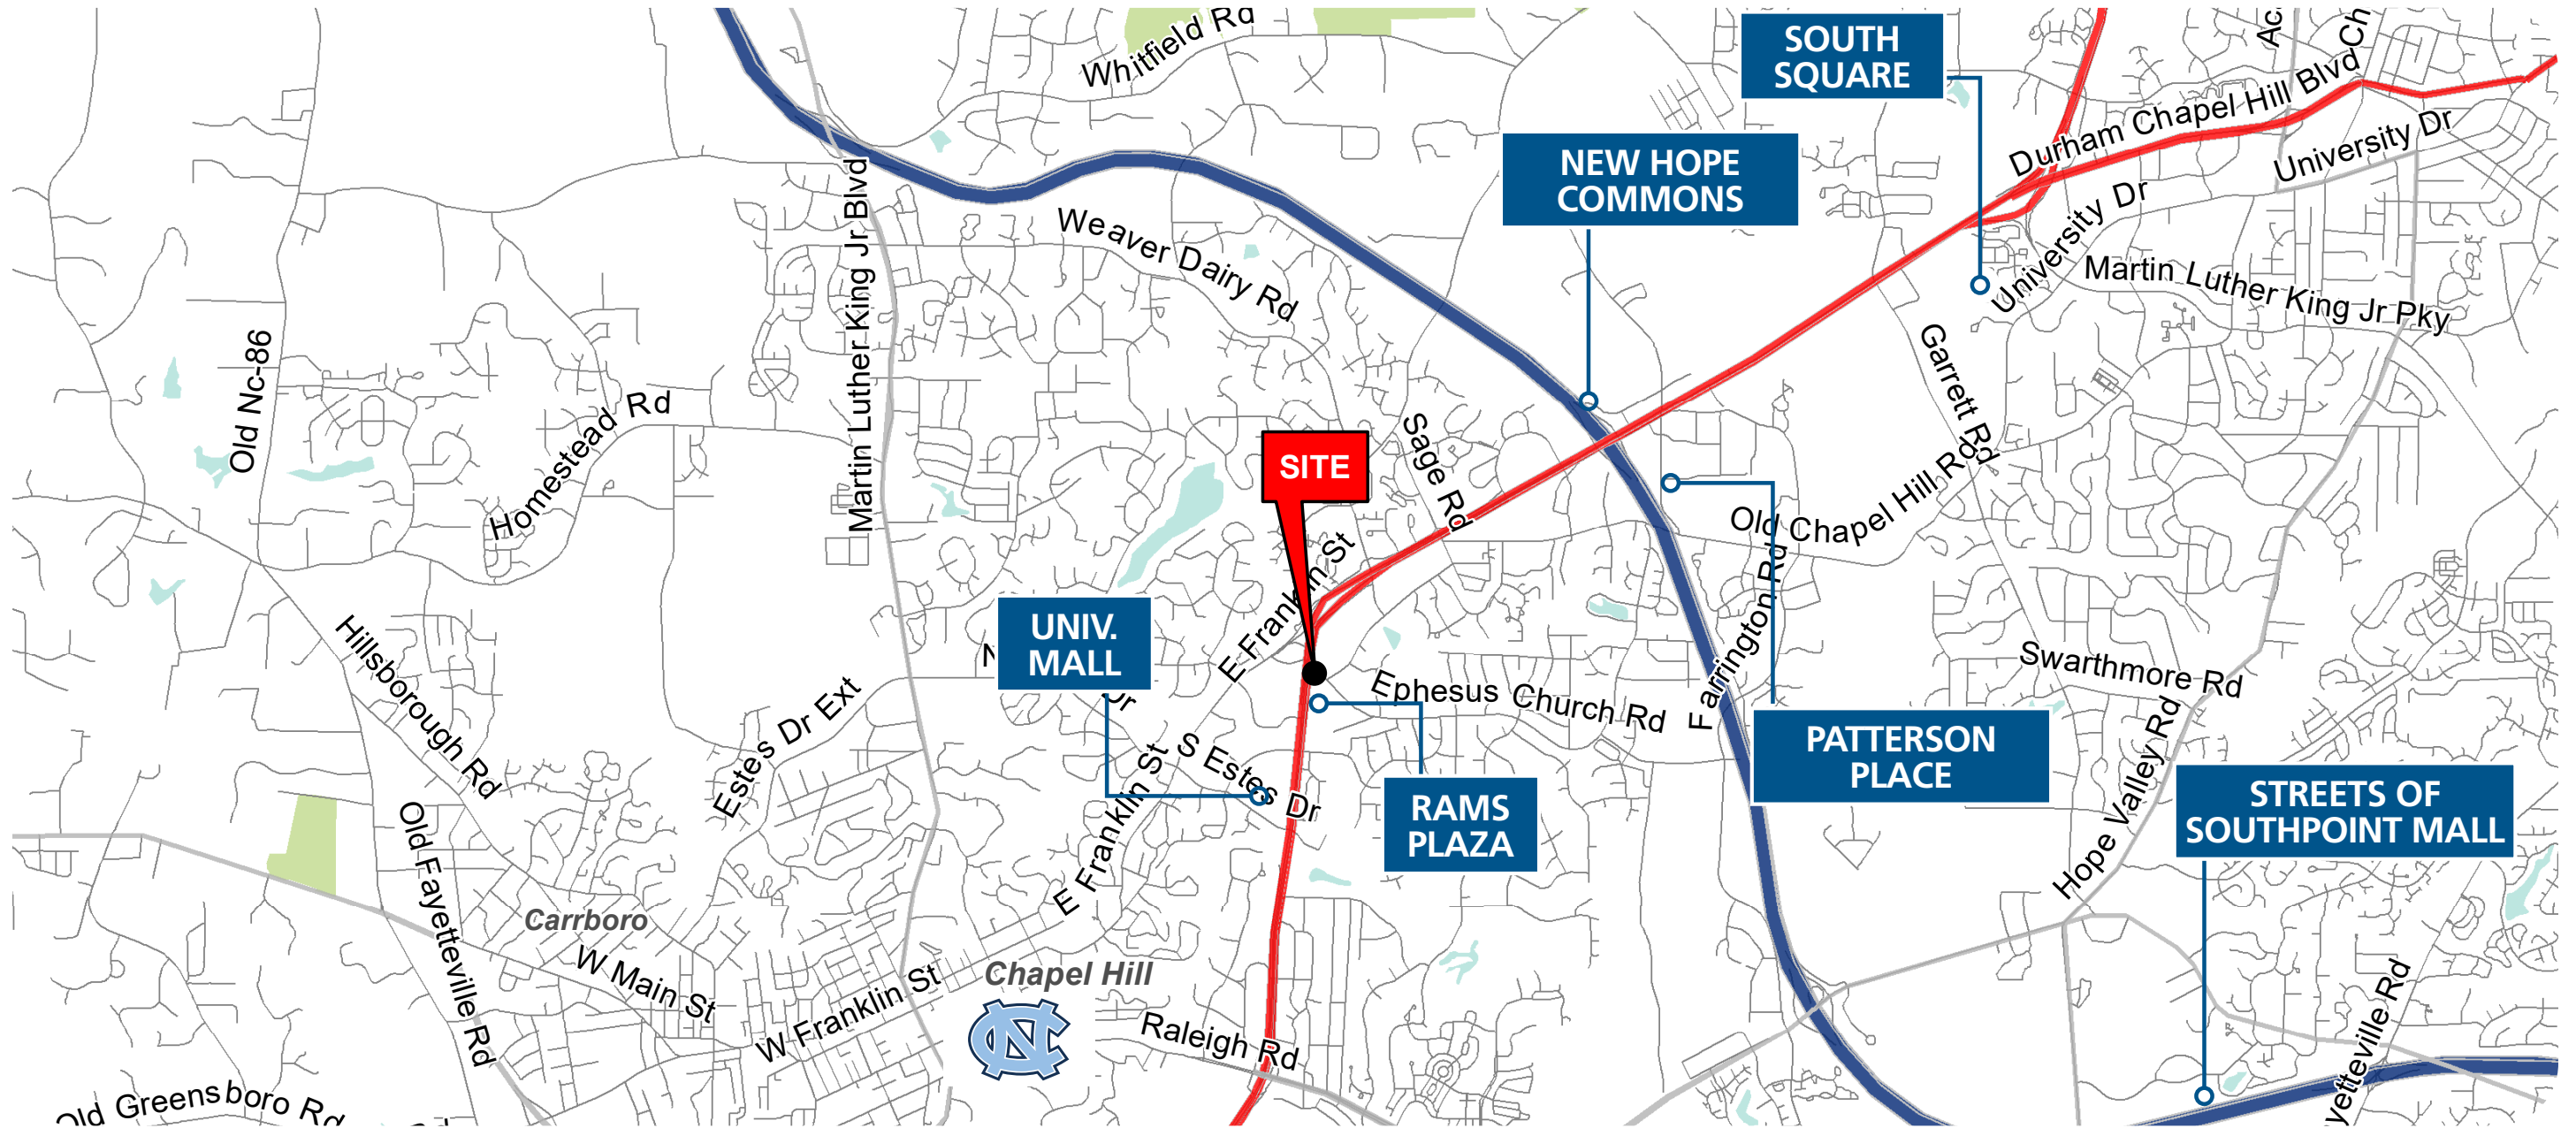 Whitfield Rd
SOUTH
SQUARE
Durham Chapel Hill Blvd
University Dr
NEW HOPE
COMMONS
Martin Luther King Jr Blvd
Weaver Dairy Rd
University Dr
Martin Luther King Jr Pky
Old Nc-86
Homestead Rd
SITE
Sage Rd
Garrett Rd
Old Chapel Hill Rd
E Franklin St
Farrington Rd
UNIV.
MALL
Dr
Hillsborough Rd
Estes Dr Ext
Ephesus Church Rd
Swarthmore Rd
S Estes Dr
E Franklin St
RAMS
PLAZA
PATTERSON
PLACE
Hope Valley Rd
STREETS OF
SOUTHPOINT MALL
Old Fayetteville Rd
Carrboro
W Main St
W Franklin St
Chapel Hill
NC
Raleigh Rd
yetteville Rd
Old Greensboro Rd